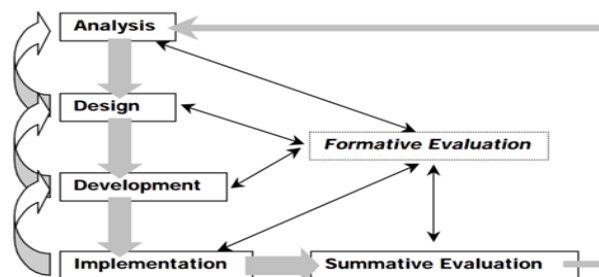 Analysis
Design
Formative Evaluation
Development
Implementation
Summative Evaluation